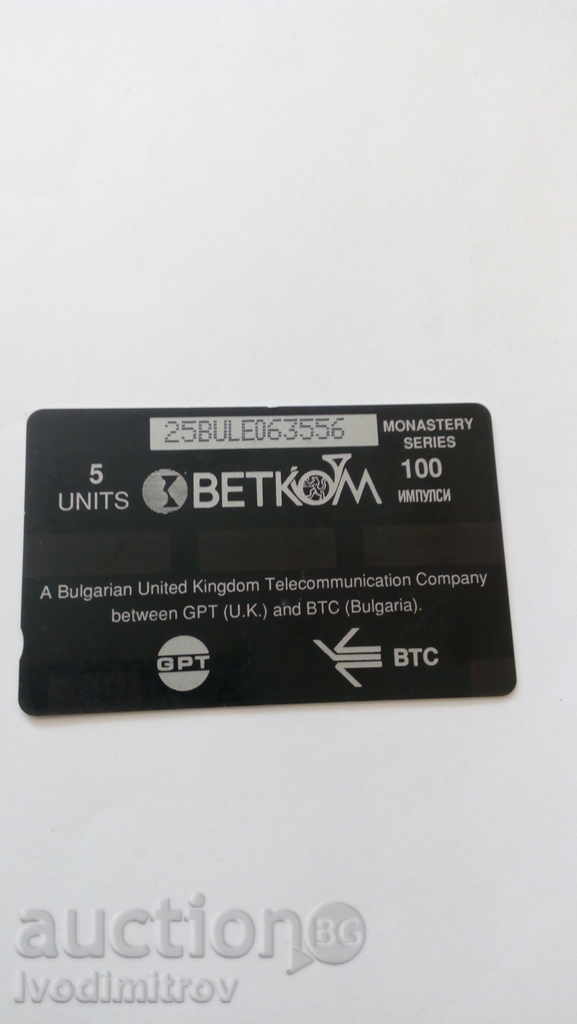 25BULE063556
MONASTERY
SERIES
5
UNITS
BETKOM
100
ИМПУЛСИ
A Bulgarian United Kingdom Telecommunication Company
between GPT (U.K.) and BTC (Bulgaria).
GPT
BTC
auction BG
Ivodimitrov